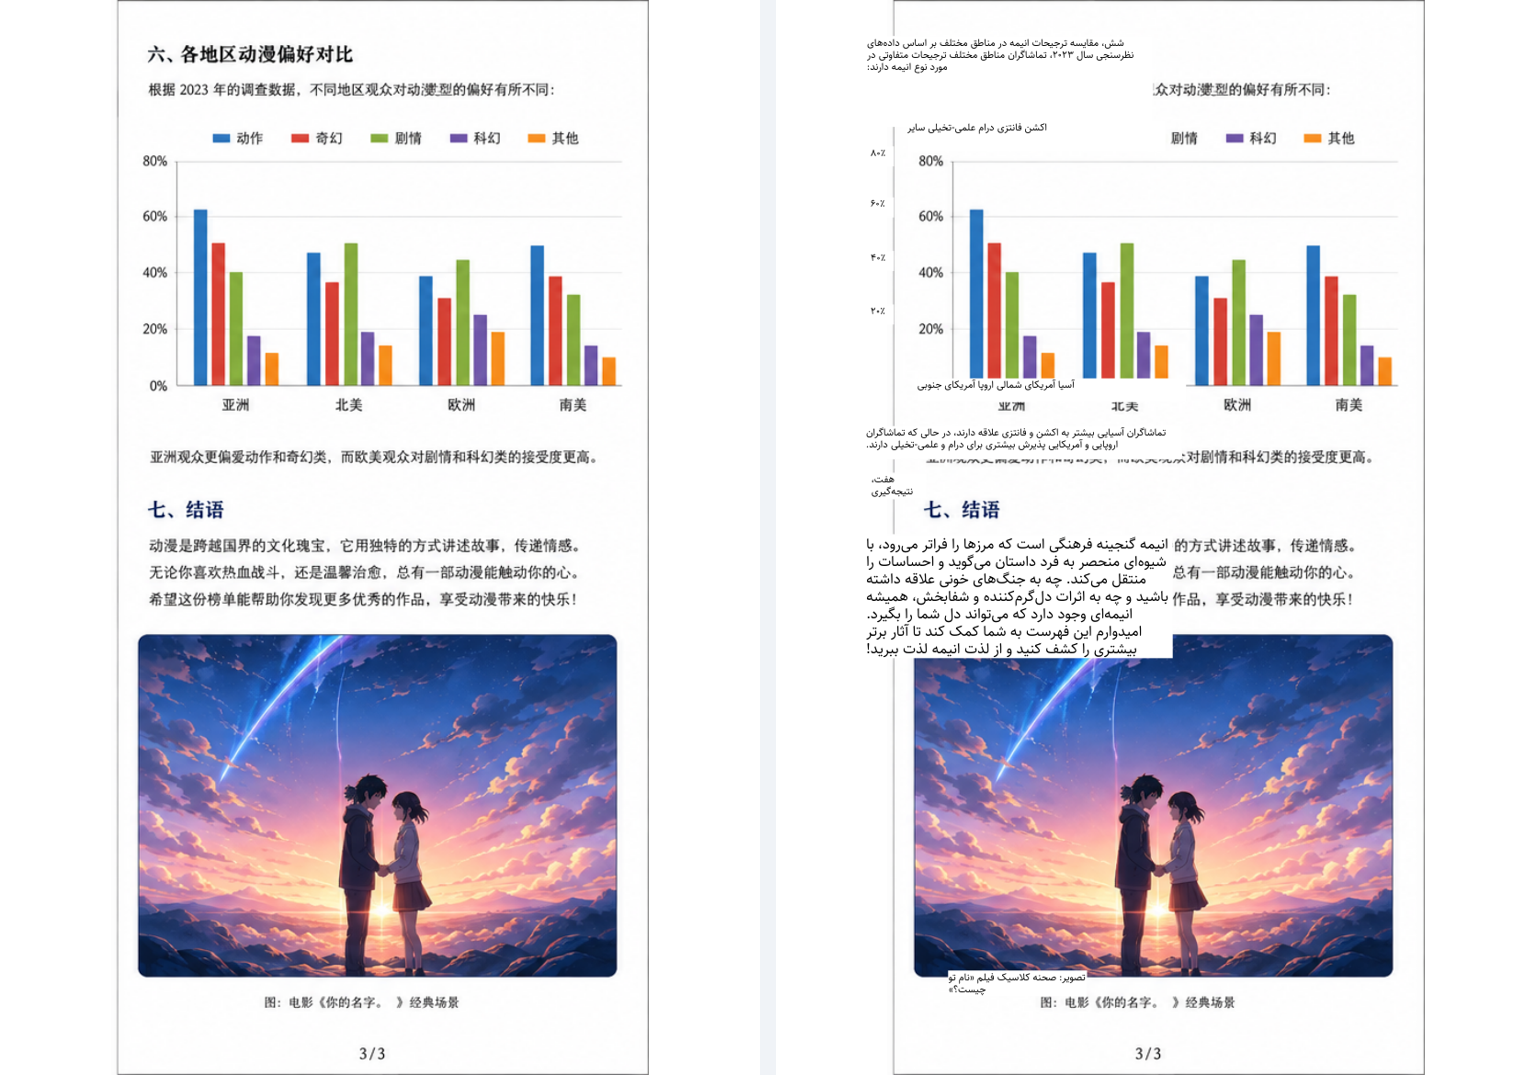 六、各地区动漫偏好对比
根据 2023 年的调查数据，不同地区观众对动漫型的偏好有所不同：
动作 奇幻 剧情 科幻 其他
80%
60%
40%
20%
0%
亚洲 北美 欧洲 南美
亚洲观众更偏爱动作和奇幻类，而欧美观众对剧情和科幻类的接受度更高。
七、结语
动漫是跨越国界的文化瑰宝，它用独特的方式讲述故事，传递情感。
无论你喜欢热血战斗，还是温馨治愈，总有一部动漫能触动你的心。
希望这份榜单能帮助你发现更多优秀的作品，享受动漫带来的快乐！
图：电影《你的名字。 》经典场景
3/3
شش، مقایسه ترجیحات انیمه در مناطق مختلف بر اساس داده‌های
نظرسنجی سال ۲۰۲۳، تماشاگران مناطق مختلف ترجیحات متفاوتی در
مورد نوع انیمه دارند:
众对动漫型的偏好有所不同：
اکشن فانتزی درام علمی-تخیلی سایر
剧情 科幻 其他
۸۰٪
80%
۶۰٪
60%
۴۰٪
40%
۲۰٪
20%
آسیا آمریکای شمالی اروپا آمریکای جنوبی
亚洲 北美 欧洲 南美
تماشاگران آسیایی بیشتر به اکشن و فانتزی علاقه دارند، در حالی که تماشاگران
اروپایی و آمریکایی پذیرش بیشتری برای درام و علمی-تخیلی دارند.
对剧情和科幻类的接受度更高。
هفت،
نتیجه‌گیری
七、结语
انیمه گنجینه فرهنگی است که مرزها را فراتر می‌رود، با
的方式讲述故事，传递情感。
شیوه‌ای منحصر به فرد داستان می‌گوید و احساسات را
总有一部动漫能触动你的心。
منتقل می‌کند. چه به جنگ‌های خونی علاقه داشته
باشید و چه به اثرات دل‌گرم‌کننده و شفابخش، همیشه
作品，享受动漫带来的快乐！
انیمه‌ای وجود دارد که می‌تواند دل شما را بگیرد.
امیدوارم این فهرست به شما کمک کند تا آثار برتر
بیشتری را کشف کنید و از لذت انیمه لذت ببرید!
تصویر: صحنه کلاسیک فیلم «نام تو
چیست؟»
图：电影《你的名字。 》经典场景
3/3